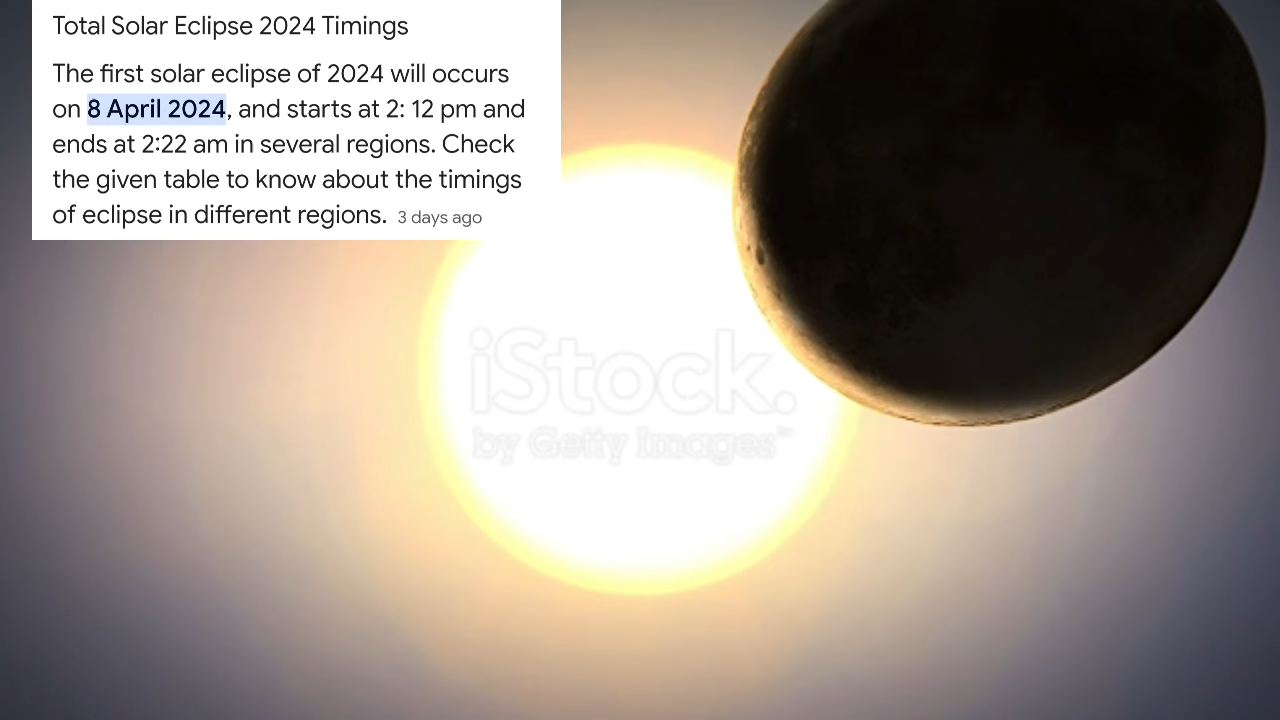 Total Solar Eclipse 2024 Timings
The first solar eclipse of 2024 will occurs
on 8 April 2024, and starts at 2: 12 pm and
ends at 2:22 am in several regions. Check
the given table to know about the timings
of eclipse in different regions. 3 days ago
iStock.
by Getty Images™